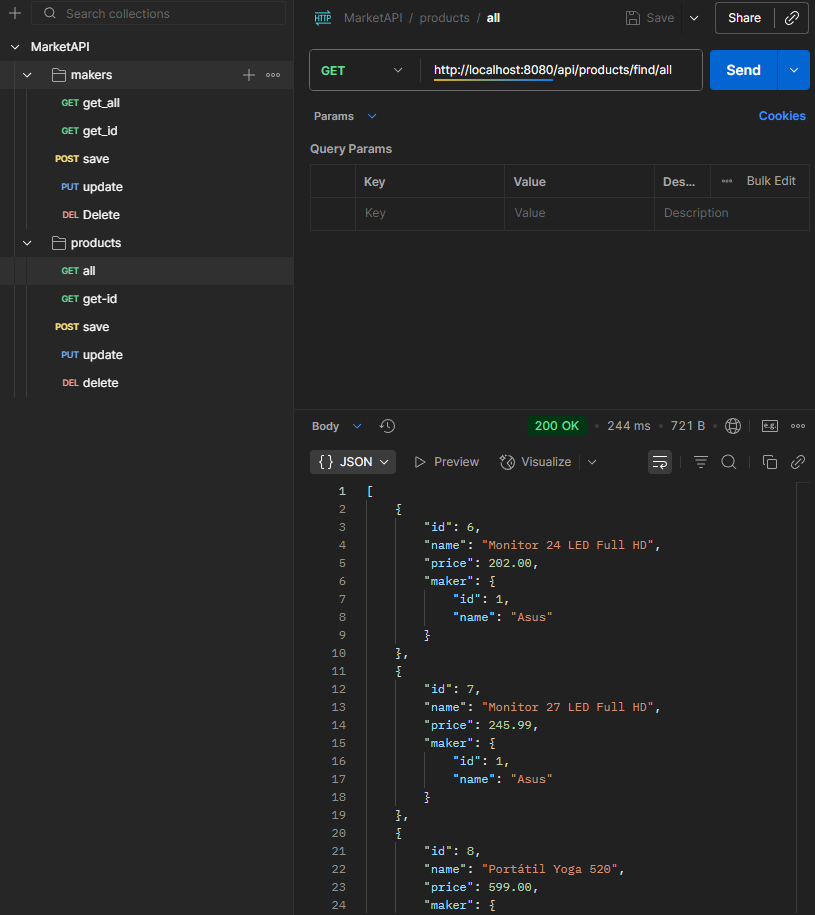 Search collections
MarketAPI
makers
GET get_all
GET get_id
POST save
PUT update
DEL Delete
products
GET all
GET get-id
POST save
PUT update
DEL delete
HTTP MarketAPI / products / all Save Share
GET http://localhost:8080/api/products/find/all Send
Params Cookies
Query Params
Key Value Des... Bulk Edit
Key Value Description
Body 200 OK • 244 ms • 721 B • e.g.
{} JSON Preview Visualize
1 [
2 {
3 "id": 6,
4 "name": "Monitor 24 LED Full HD",
5 "price": 202.00,
6 "maker": {
7 "id": 1,
8 "name": "Asus"
9 }
10 },
11 {
12 "id": 7,
13 "name": "Monitor 27 LED Full HD",
14 "price": 245.99,
15 "maker": {
16 "id": 1,
17 "name": "Asus"
18 }
19 },
20 {
21 "id": 8,
22 "name": "Portátil Yoga 520",
23 "price": 599.00,
24 "maker": {